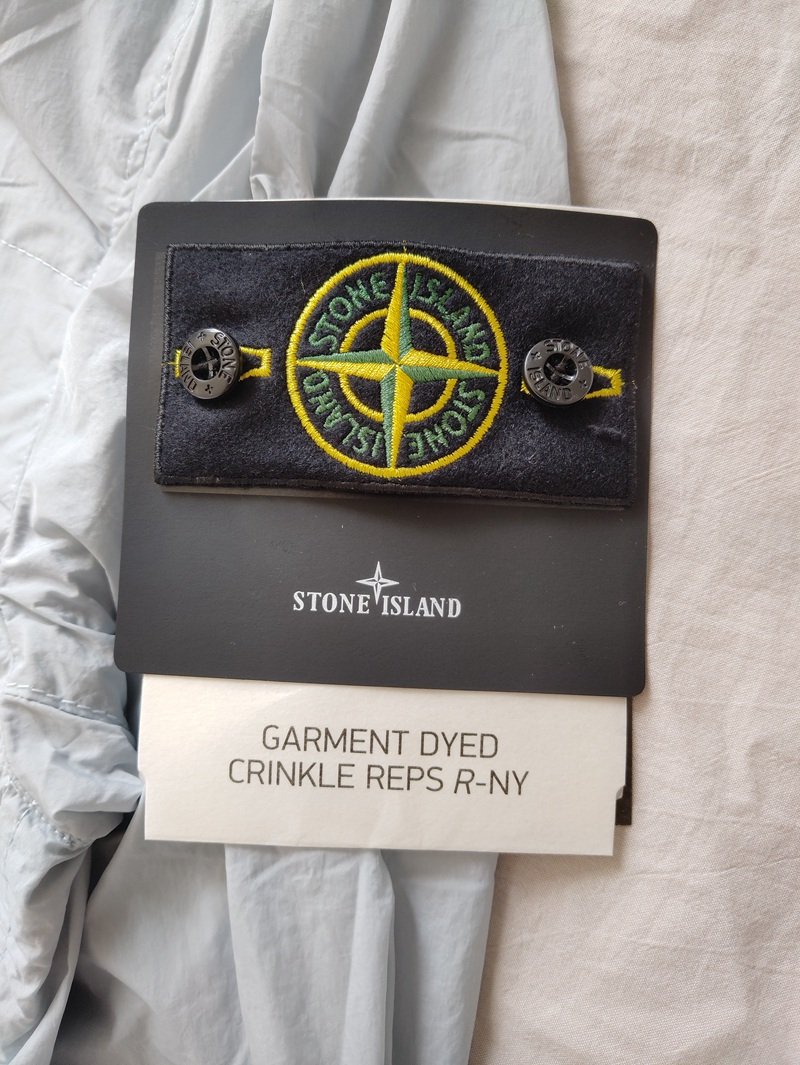 STONE ISLAND
STONE ISLAND
STONE ISLAND
STONE ISLAND
STONE ISLAND
GARMENT DYED
CRINKLE REPS R-NY